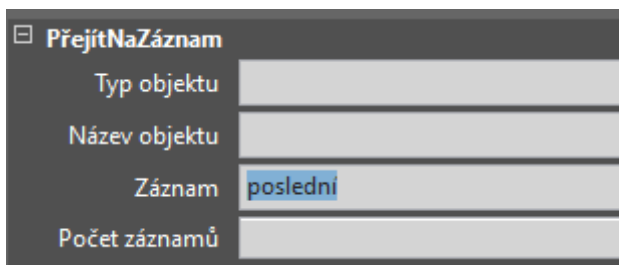 PřejítNaZáznam
Typ objektu
Název objektu
Záznam poslední
Počet záznamů